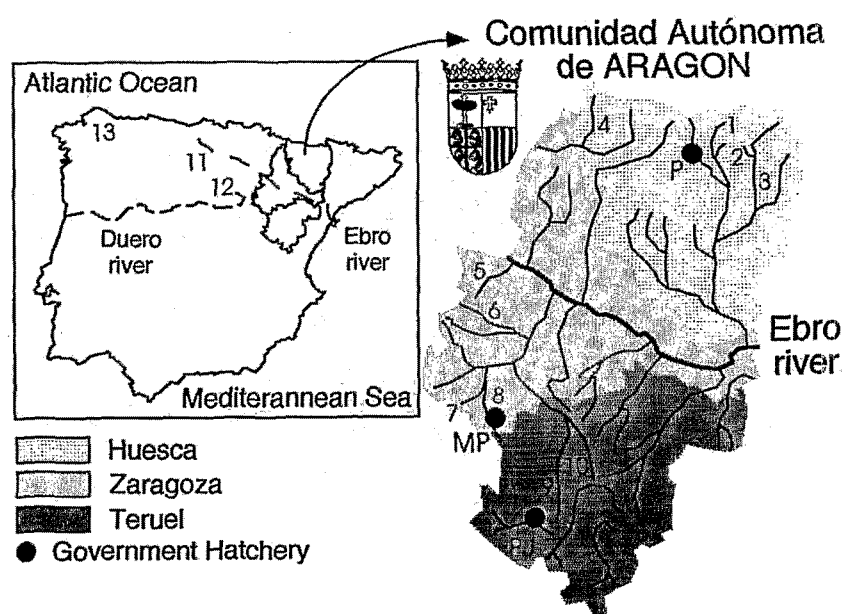 Comunidad Autónoma
de ARAGON
Atlantic Ocean
13
11
12
Duero
river
Ebro
river
Mediterannean Sea
4
1
2
3
P
5
6
7
8
MP
10
9
Ebro
river
Huesca
Zaragoza
Teruel
Government Hatchery